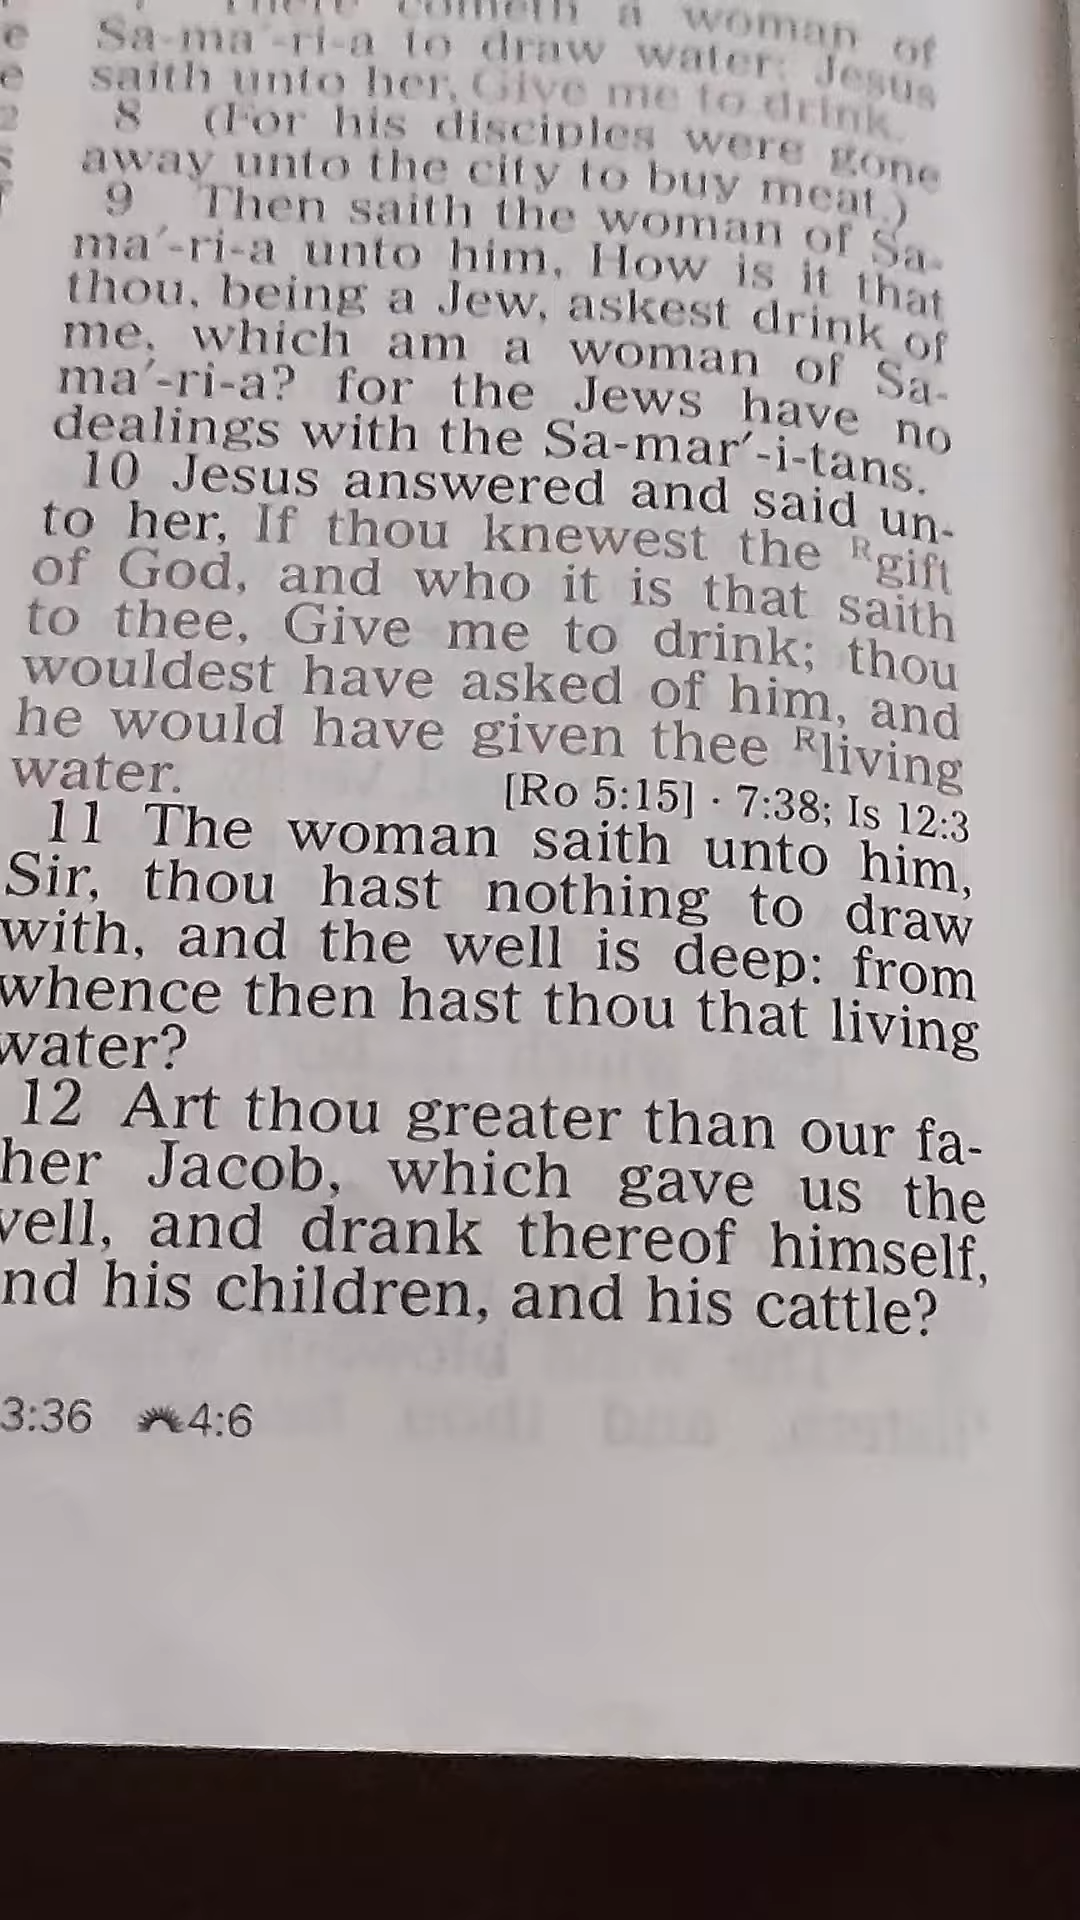 There cometh a woman of
Sa-ma´-ri-a to draw water: Jesus
saith unto her, Give me to drink.
8 (For his disciples were gone
away unto the city to buy meat.)
9 Then saith the woman of Sa-
ma´-ri-a unto him, How is it that
thou, being a Jew, askest drink of
me, which am a woman of Sa-
ma´-ri-a? for the Jews have no
dealings with the Sa-mar´-i-tans.
10 Jesus answered and said un-
to her, If thou knewest the ᴿgift
of God, and who it is that saith
to thee, Give me to drink; thou
wouldest have asked of him, and
he would have given thee ᴿliving
water. [Ro 5:15] · 7:38; Is 12:3
11 The woman saith unto him,
Sir, thou hast nothing to draw
with, and the well is deep: from
whence then hast thou that living
water?
12 Art thou greater than our fa-
her Jacob, which gave us the
vell, and drank thereof himself,
nd his children, and his cattle?
3:36 4:6